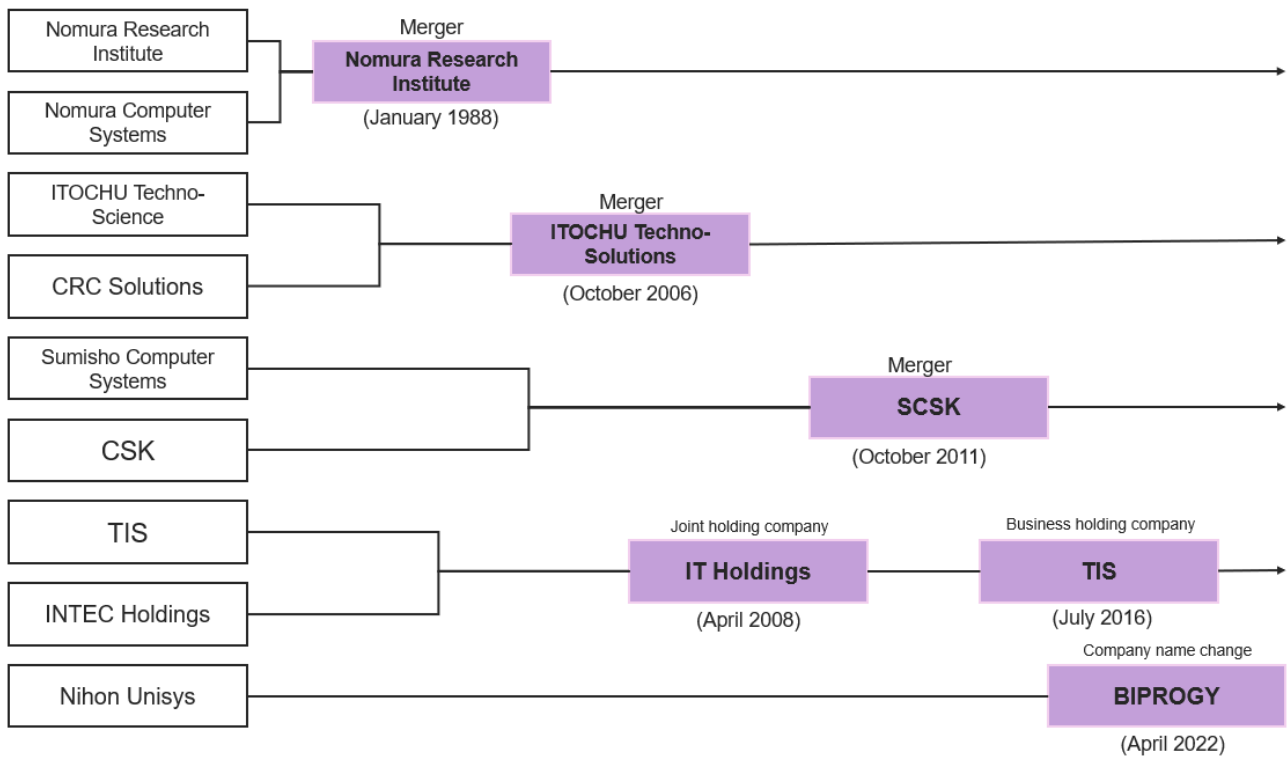 Nomura Research
Institute
Nomura Computer
Systems
Merger
Nomura Research
Institute
(January 1988)
ITOCHU Techno-
Science
CRC Solutions
Merger
ITOCHU Techno-
Solutions
(October 2006)
Sumisho Computer
Systems
CSK
Merger
SCSK
(October 2011)
TIS
INTEC Holdings
Joint holding company
IT Holdings
(April 2008)
Business holding company
TIS
(July 2016)
Nihon Unisys
Company name change
BIPROGY
(April 2022)